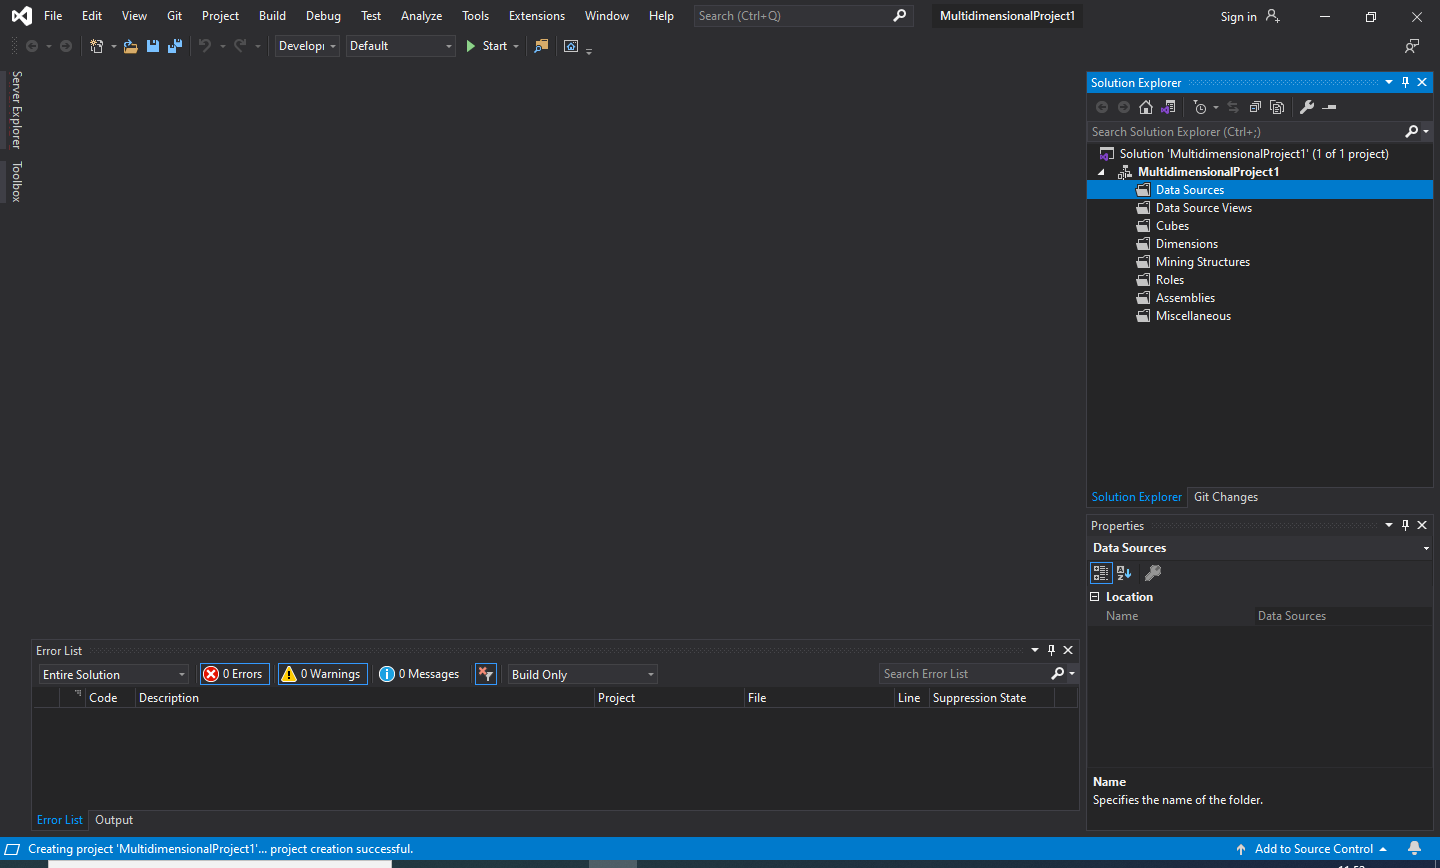 File Edit View Git Project Build Debug Test Analyze Tools Extensions Window Help Search (Ctrl+Q) MultidimensionalProject1 Sign in
Develop Default Start
Server Explorer
Toolbox
Solution Explorer
Search Solution Explorer (Ctrl+;)
Solution 'MultidimensionalProject1' (1 of 1 project)
MultidimensionalProject1
Data Sources
Data Source Views
Cubes
Dimensions
Mining Structures
Roles
Assemblies
Miscellaneous
Solution Explorer Git Changes
Properties
Data Sources
Location
Name Data Sources
Name
Specifies the name of the folder.
Error List
Entire Solution 0 Errors 0 Warnings 0 Messages Build Only Search Error List
Code Description Project File Line Suppression State
Error List Output
Creating project 'MultidimensionalProject1'... project creation successful. Add to Source Control